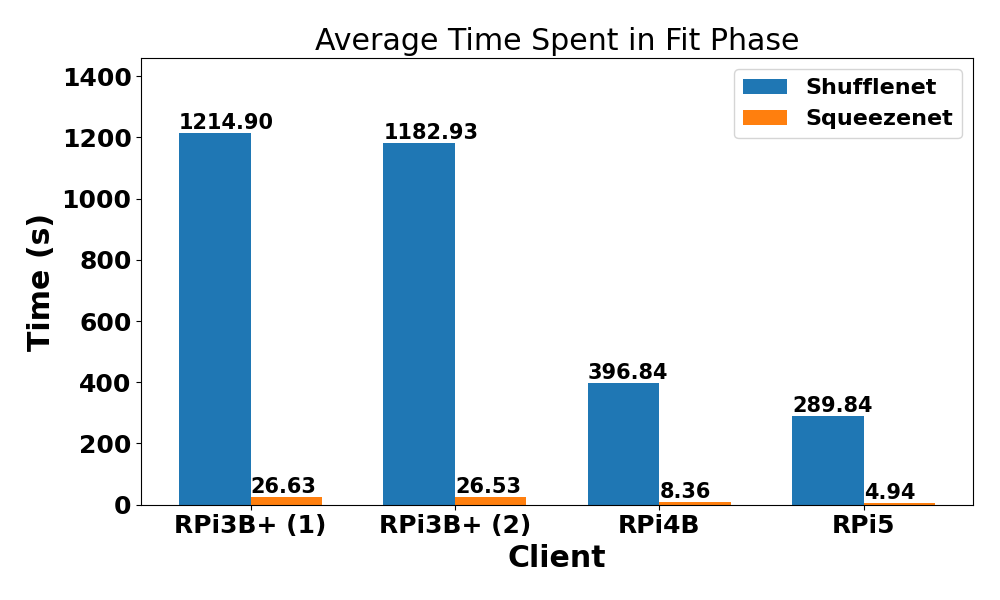 Average Time Spent in Fit Phase
1400
1200
1000
800
600
400
200
0
Time (s)
Shufflenet
Squeezenet
1214.90
1182.93
396.84
289.84
26.63
26.53
8.36
4.94
RPi3B+ (1)
RPi3B+ (2)
RPi4B
RPi5
Client